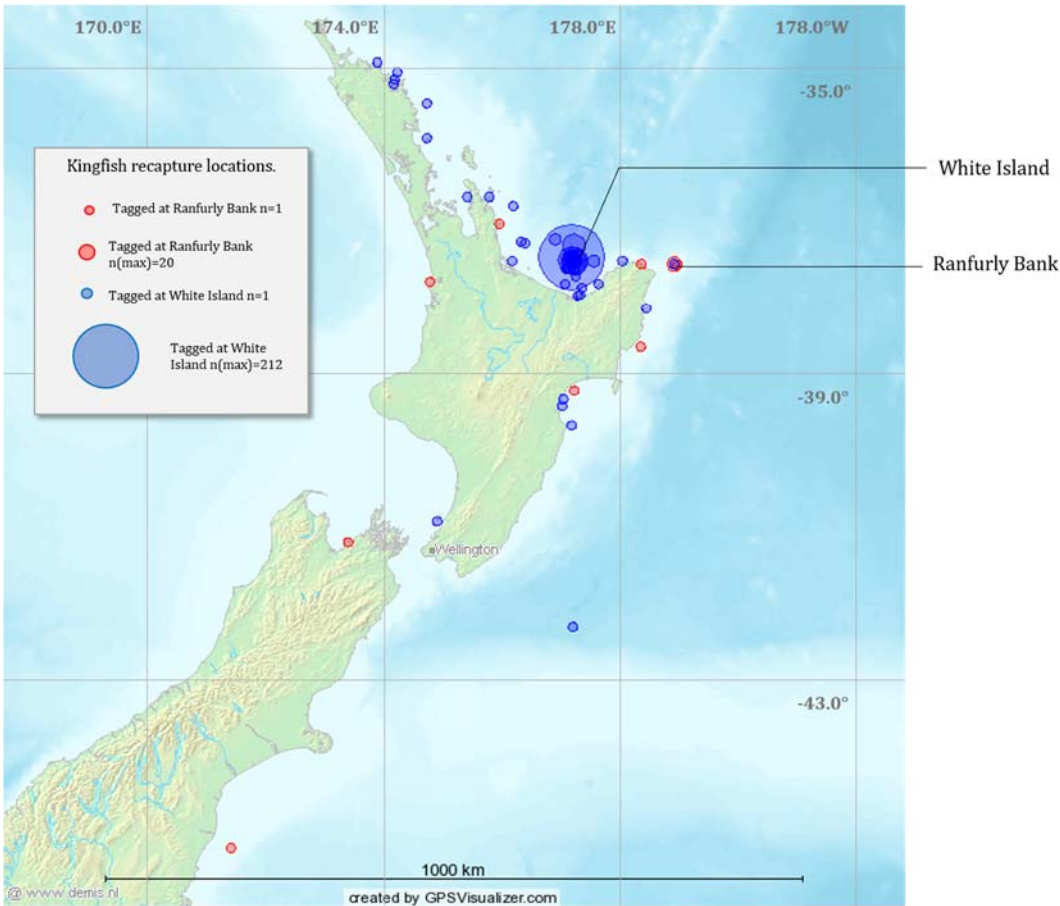 170.0°E 174.0°E 178.0°E 178.0°W
-35.0°
Kingfish recapture locations.
Tagged at Ranfurly Bank n=1
Tagged at Ranfurly Bank
n(max)=20
Tagged at White Island n=1
Tagged at White
Island n(max)=212
White Island
Ranfurly Bank
-39.0°
Wellington
-43.0°
1000 km
@ www.demis.nl
created by GPSVisualizer.com